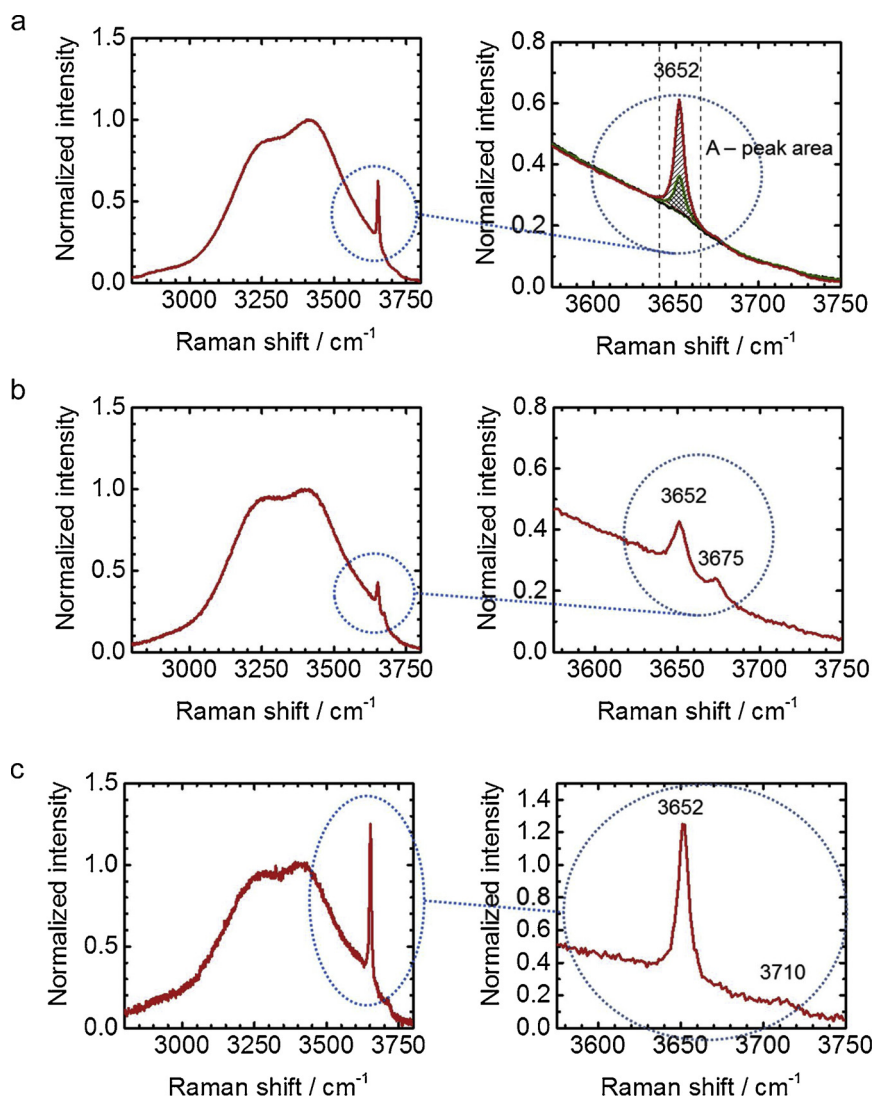 a
1.5
1.0
0.5
0.0
Normalized intensity
3000 3250 3500 3750
Raman shift / cm⁻¹
0.8
0.6
0.4
0.2
0.0
Normalized intensity
3652
A – peak area
3600 3650 3700 3750
Raman shift / cm⁻¹
b
1.5
1.0
0.5
0.0
Normalized intensity
3000 3250 3500 3750
Raman shift / cm⁻¹
0.8
0.6
0.4
0.2
0.0
Normalized intensity
3652
3675
3600 3650 3700 3750
Raman shift / cm⁻¹
c
1.5
1.0
0.5
0.0
Normalized intensity
3000 3250 3500 3750
Raman shift / cm⁻¹
1.4
1.2
1.0
0.8
0.6
0.4
0.2
0.0
Normalized intensity
3652
3710
3600 3650 3700 3750
Raman shift / cm⁻¹